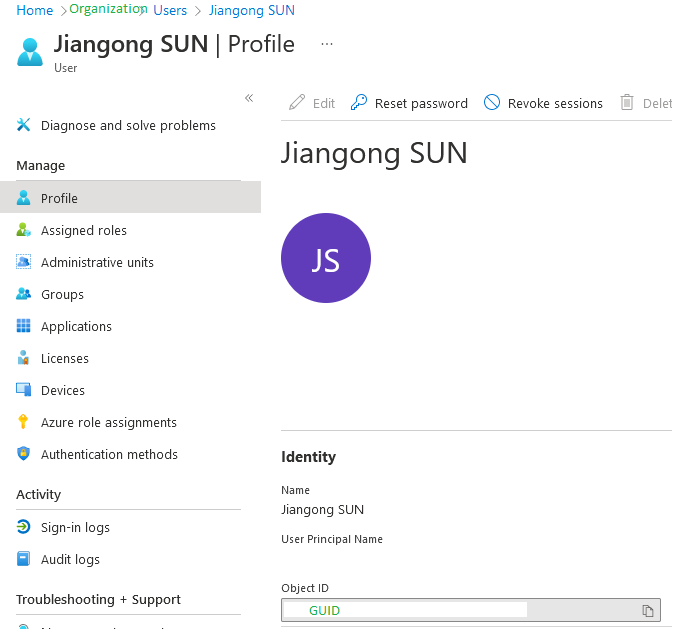 Home > Organization > Users > Jiangong SUN
Jiangong SUN | Profile ...
User
«
Edit Reset password Revoke sessions Delet
Diagnose and solve problems
Manage
Profile
Assigned roles
Administrative units
Groups
Applications
Licenses
Devices
Azure role assignments
Authentication methods
Activity
Sign-in logs
Audit logs
Troubleshooting + Support
Jiangong SUN
JS
Identity
Name
Jiangong SUN
User Principal Name
Object ID
GUID